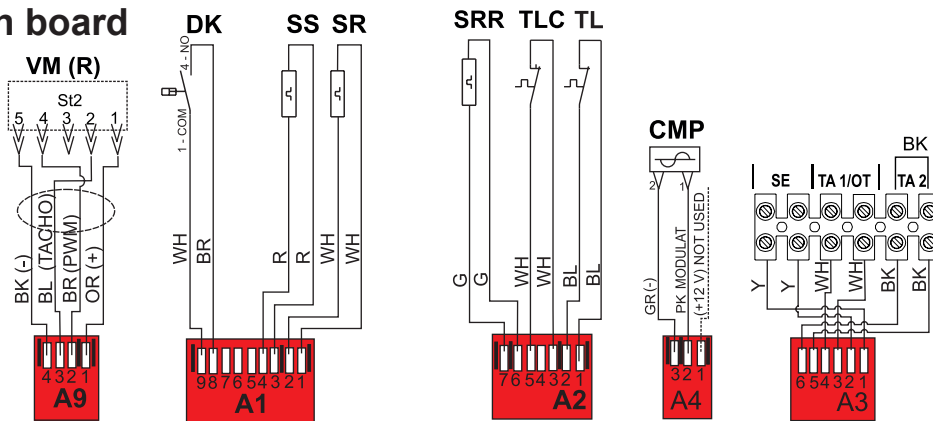 n board
VM (R)
St2
5 4 3 2 1
BK (-)
BL (TACHO)
BR (PWM)
OR (+)
4 3 2 1
A9
DK
4 - NO
1 - COM
WH
BR
SS
R
R
SR
WH
WH
9 8 7 6 5 4 3 2 1
A1
SRR
G
G
TLC
WH
WH
TL
BL
BL
7 6 5 4 3 2 1
A2
CMP
2 1
GR (-)
PK MODULAT
(+12 V) NOT USED
3 2 1
A4
BK
SE
TA 1/OT
TA 2
Y
Y
WH
WH
BK
BK
6 5 4 3 2 1
A3